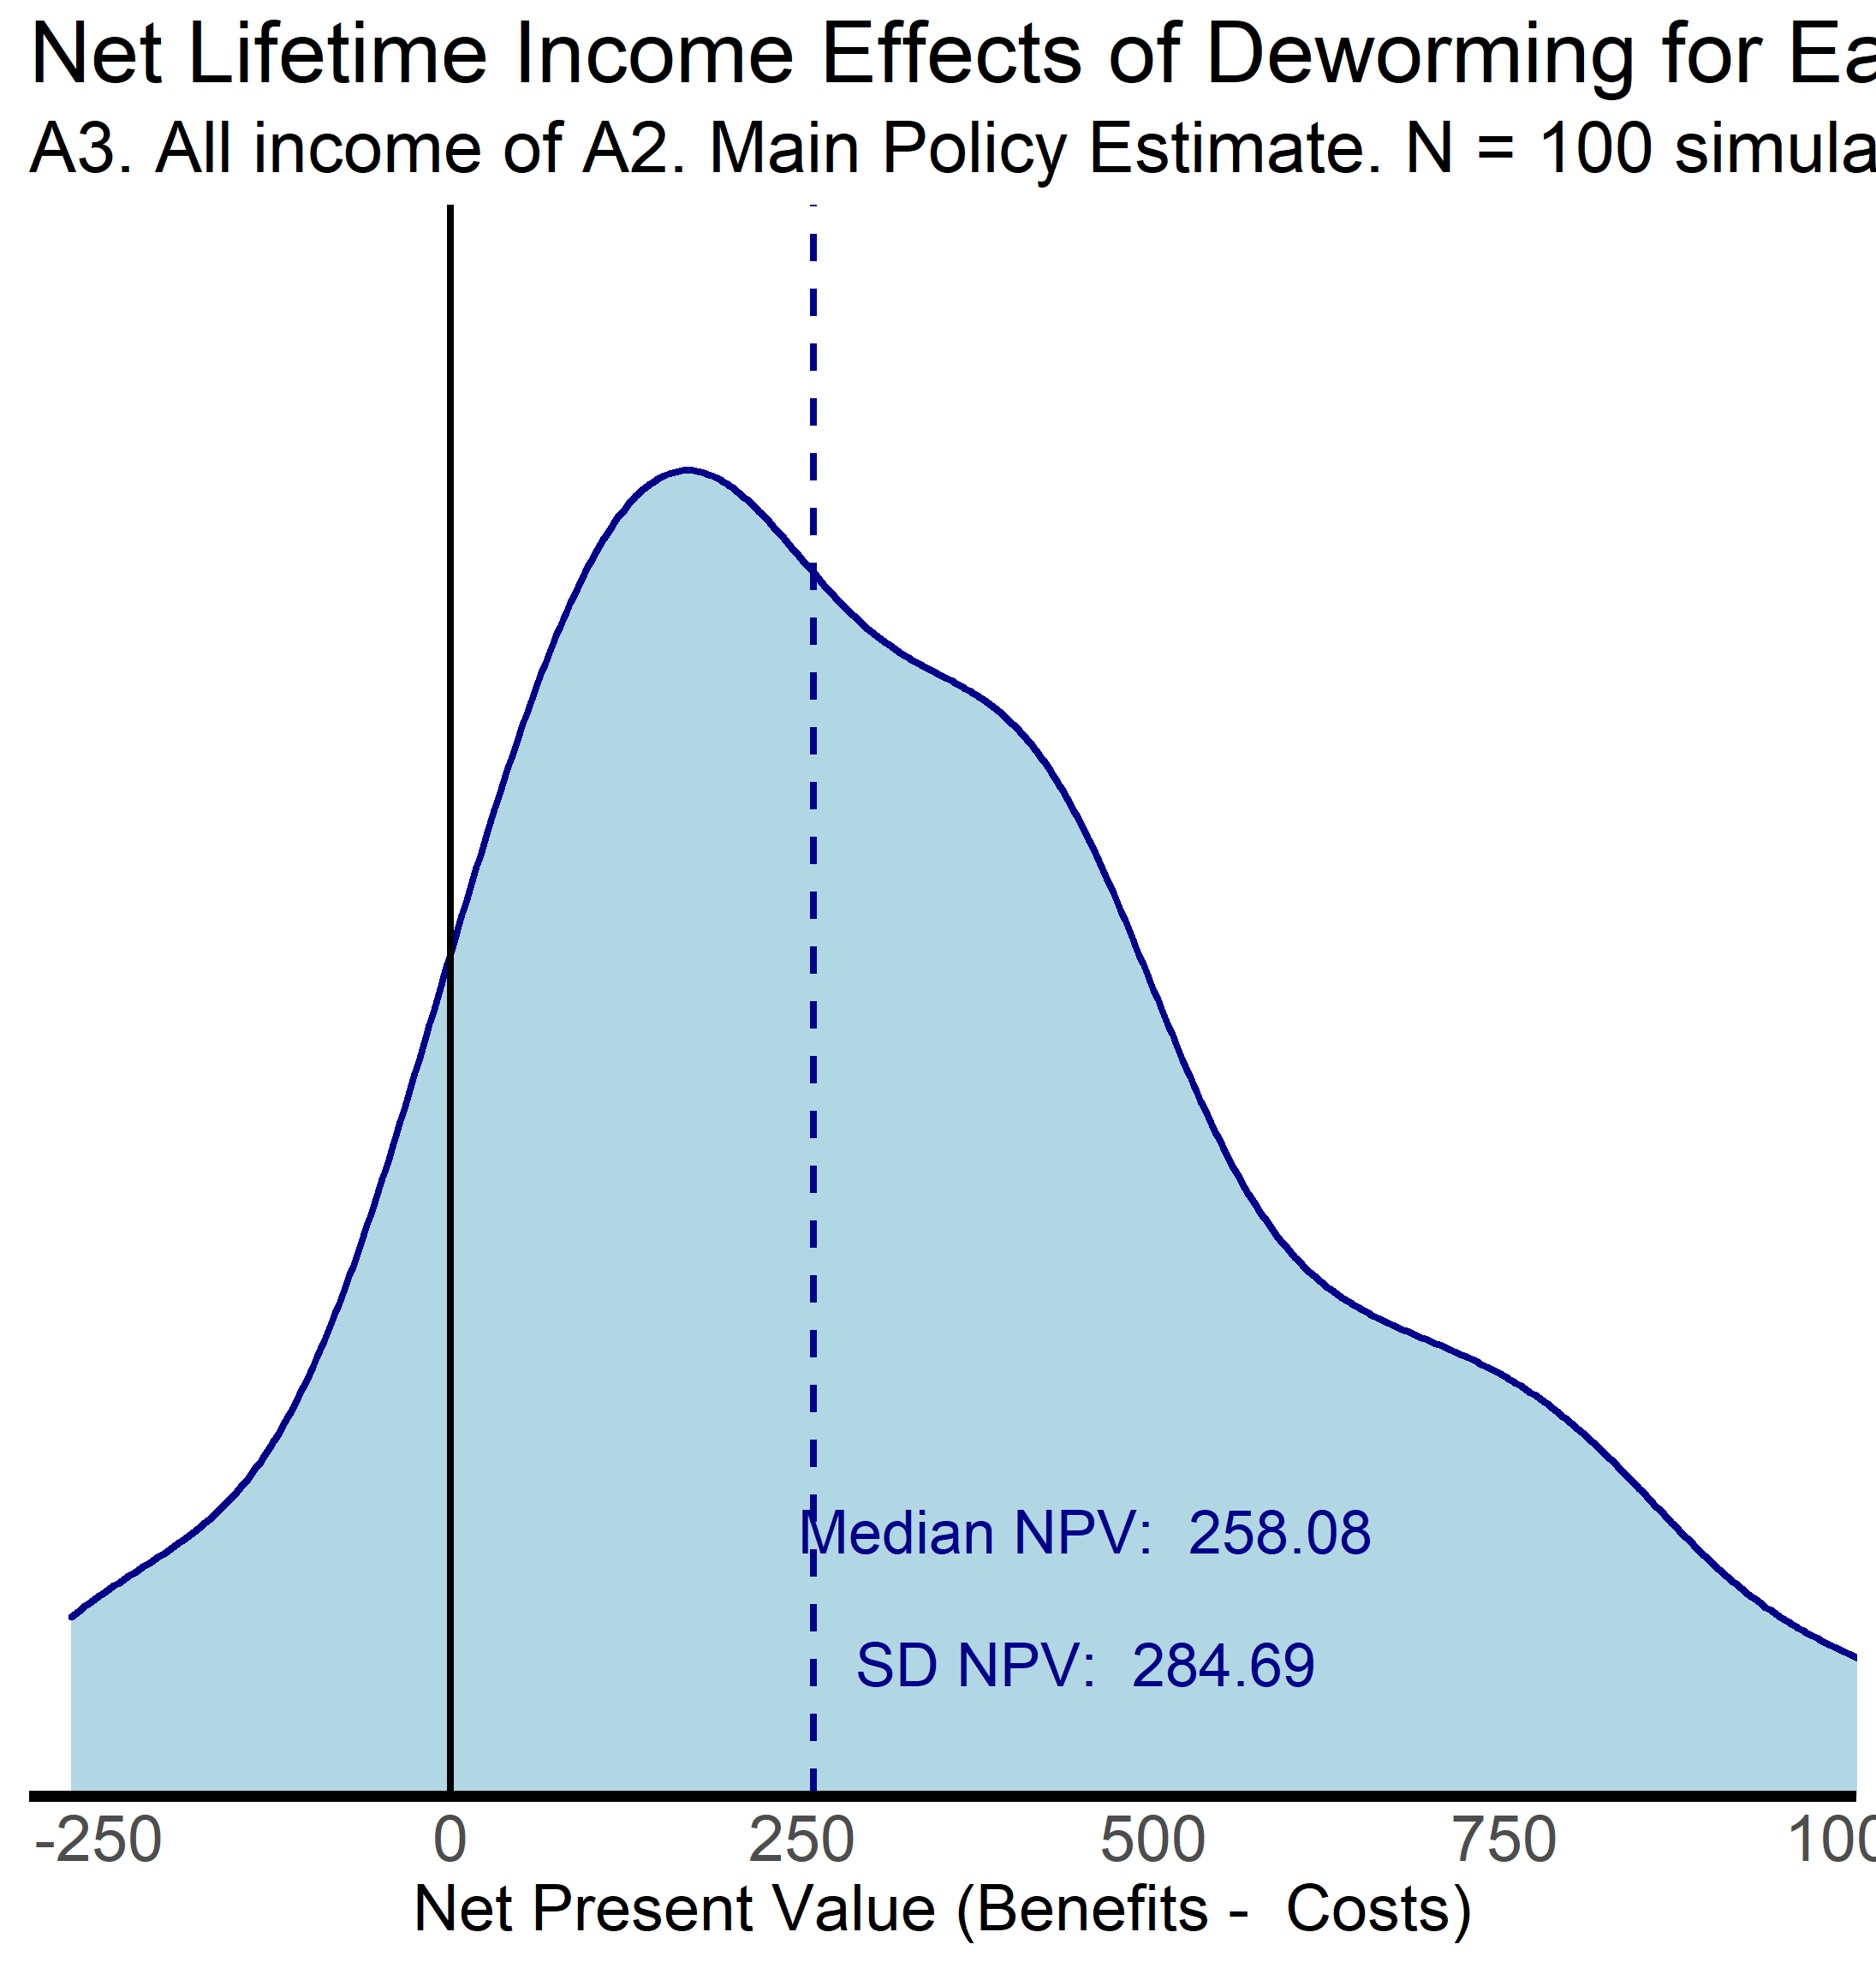 Net Lifetime Income Effects of Deworming for Ea
A3. All income of A2. Main Policy Estimate. N = 100 simula
Median NPV:  258.08
SD NPV:  284.69
-250 0 250 500 750 100
Net Present Value (Benefits -  Costs)